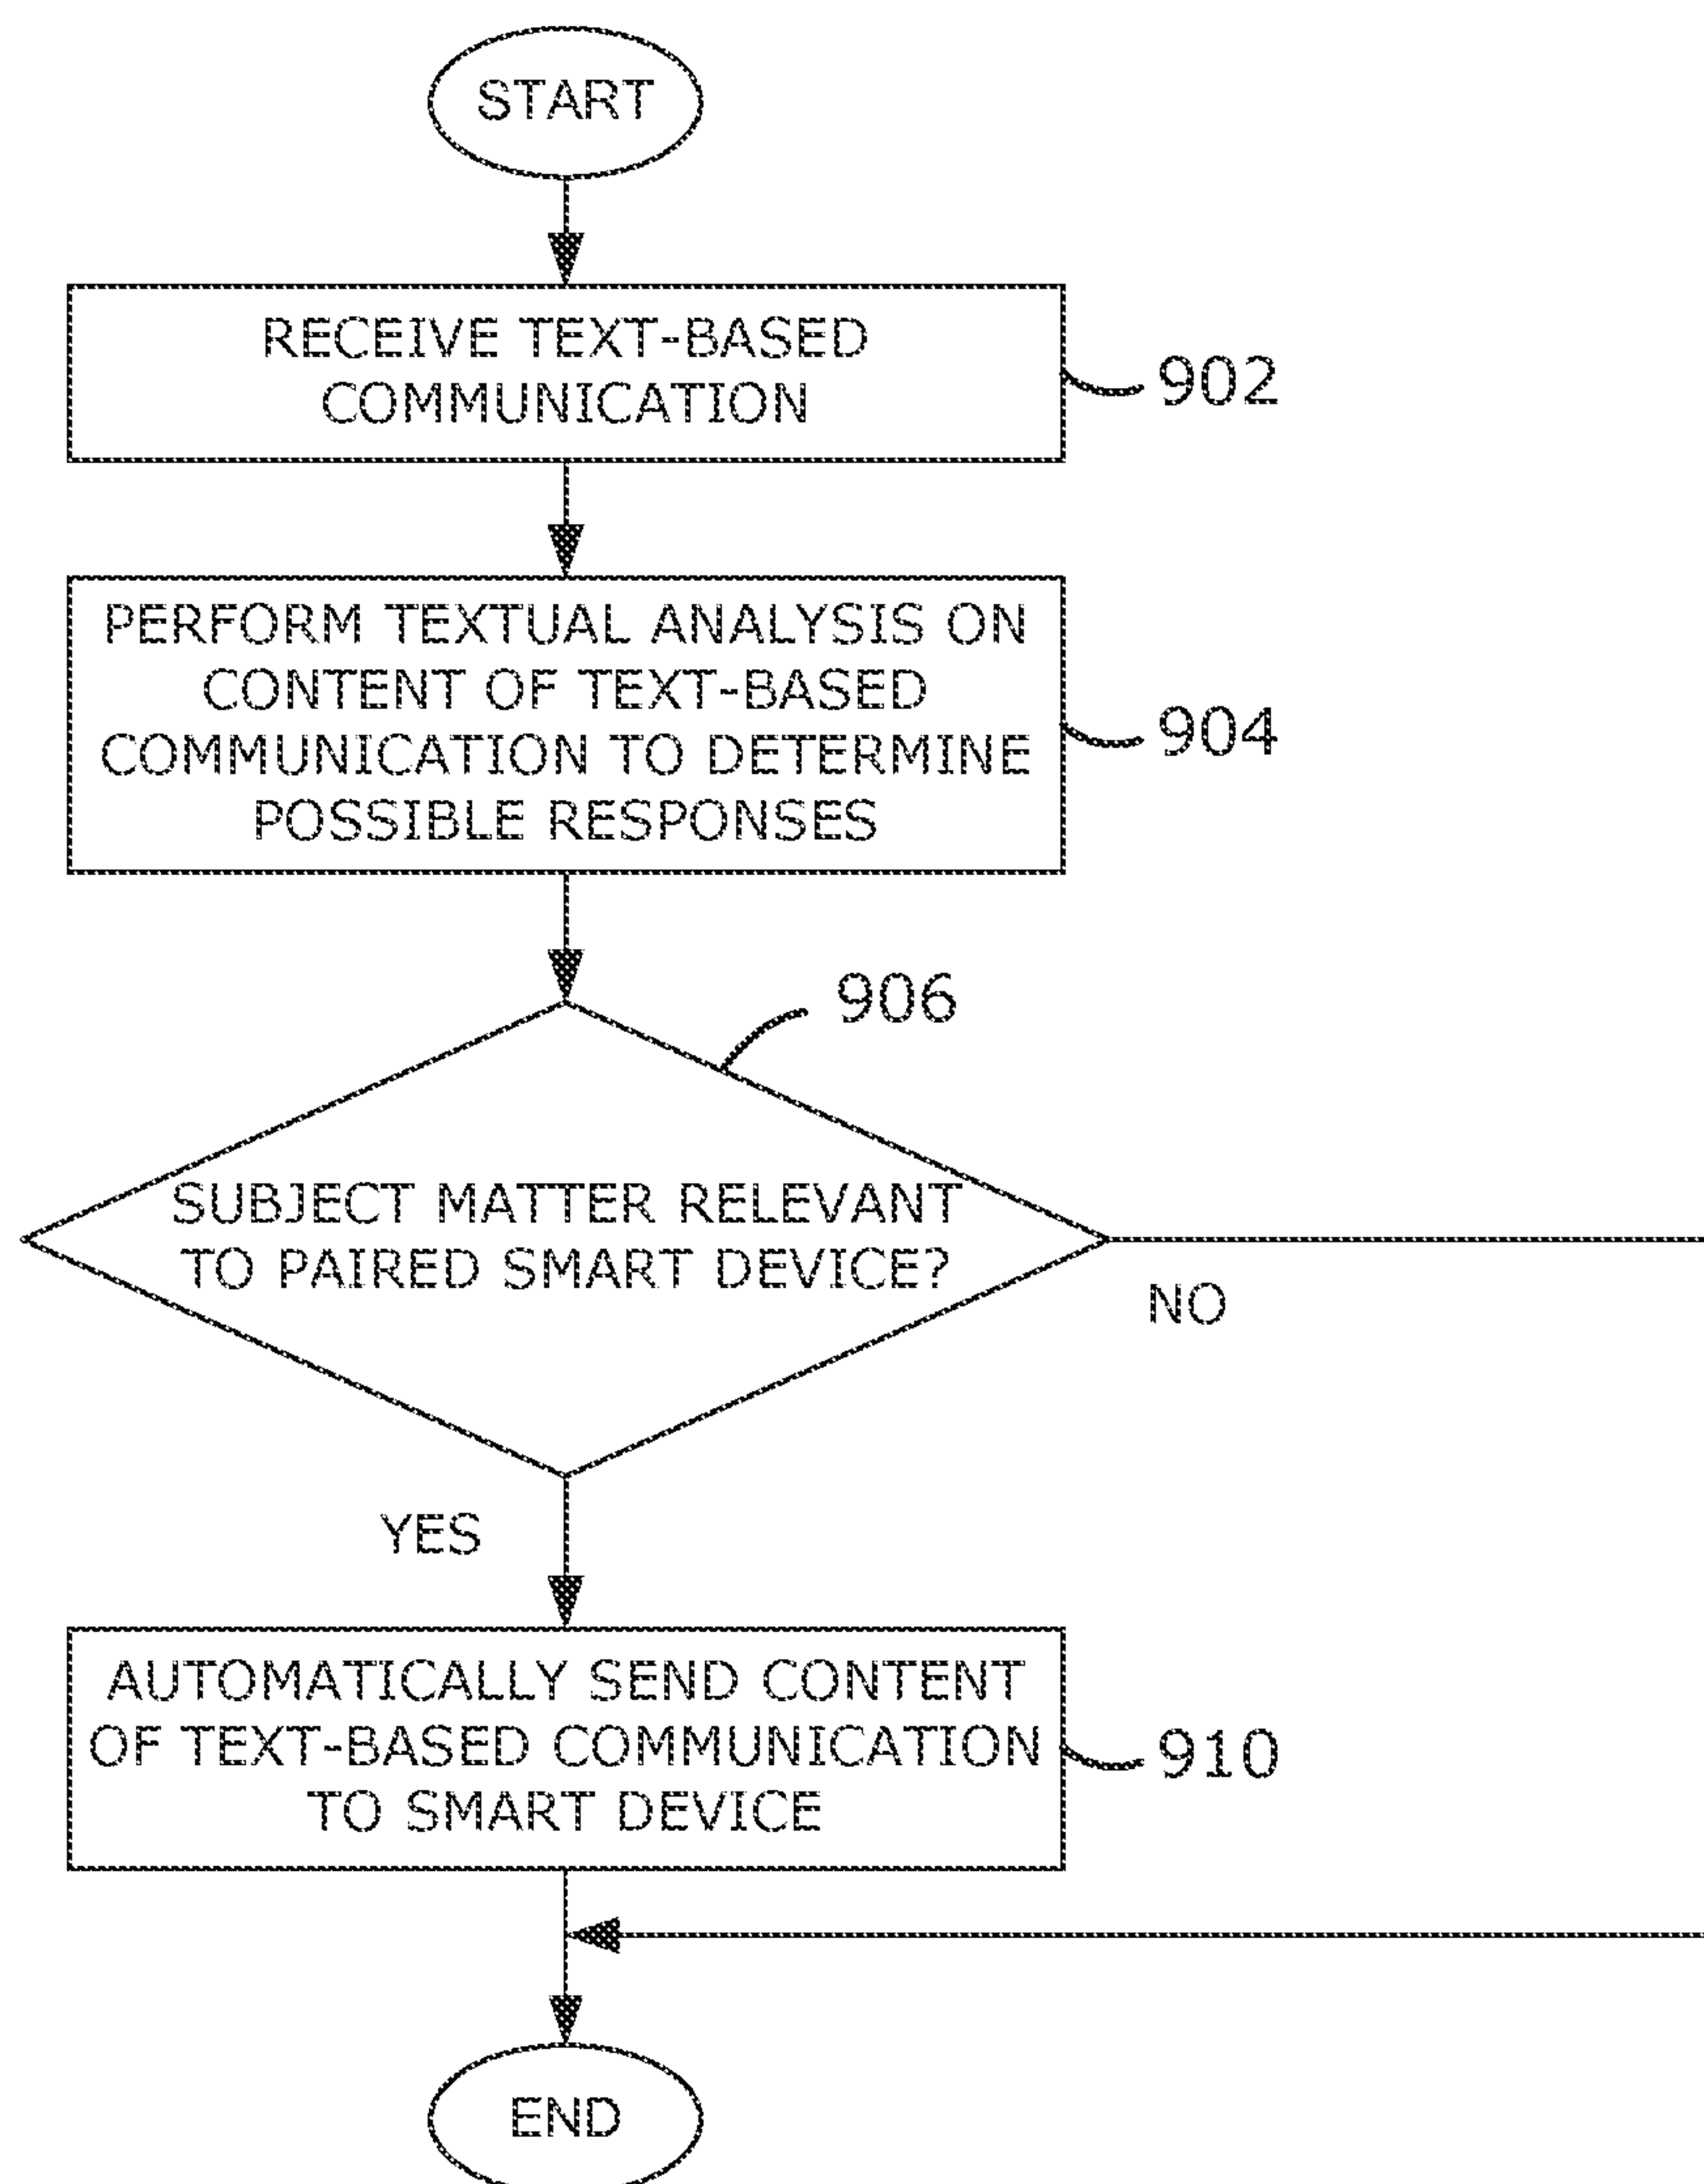 START
RECEIVE TEXT-BASED
COMMUNICATION
902
PERFORM TEXTUAL ANALYSIS ON
CONTENT OF TEXT-BASED
COMMUNICATION TO DETERMINE
POSSIBLE RESPONSES
904
906
SUBJECT MATTER RELEVANT
TO PAIRED SMART DEVICE?
NO
YES
AUTOMATICALLY SEND CONTENT
OF TEXT-BASED COMMUNICATION
TO SMART DEVICE
910
END